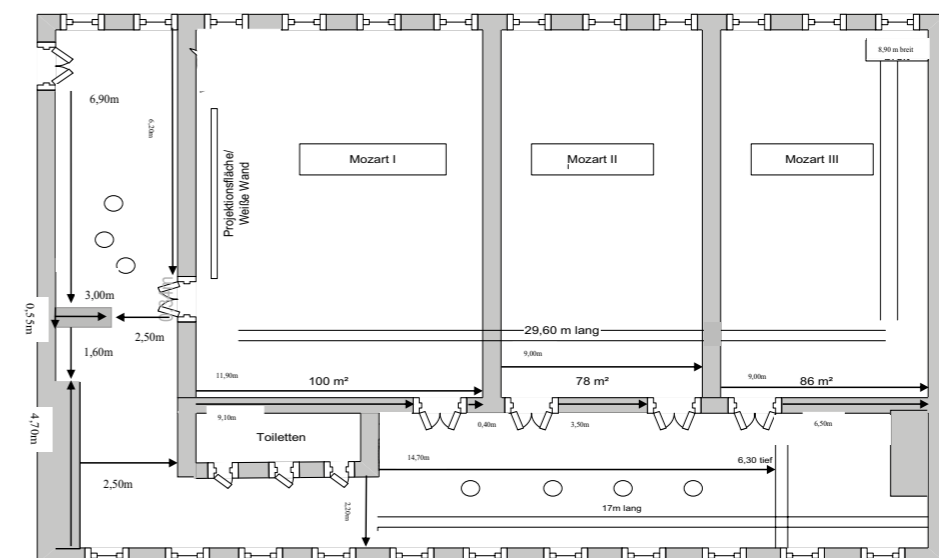 8,90 m breit
6,90m
6,20m
Projektionsfläche/
Weiße Wand
Mozart I
Mozart II
Mozart III
3,00m
0,55m
2,50m
1,60m
29,60 m lang
9,00m
11,90m
100 m²
78 m²
9,00m
86 m²
4,70m
9,10m
0,40m
3,50m
6,50m
Toiletten
14,70m
6,30 tief
2,50m
2,20m
17m lang